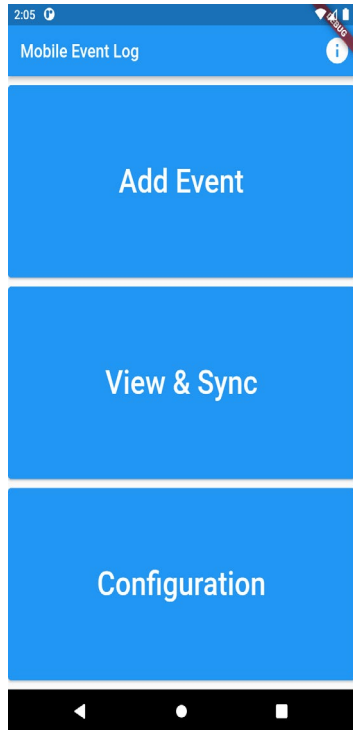 2:05
DEBUG
Mobile Event Log
Add Event
View & Sync
Configuration